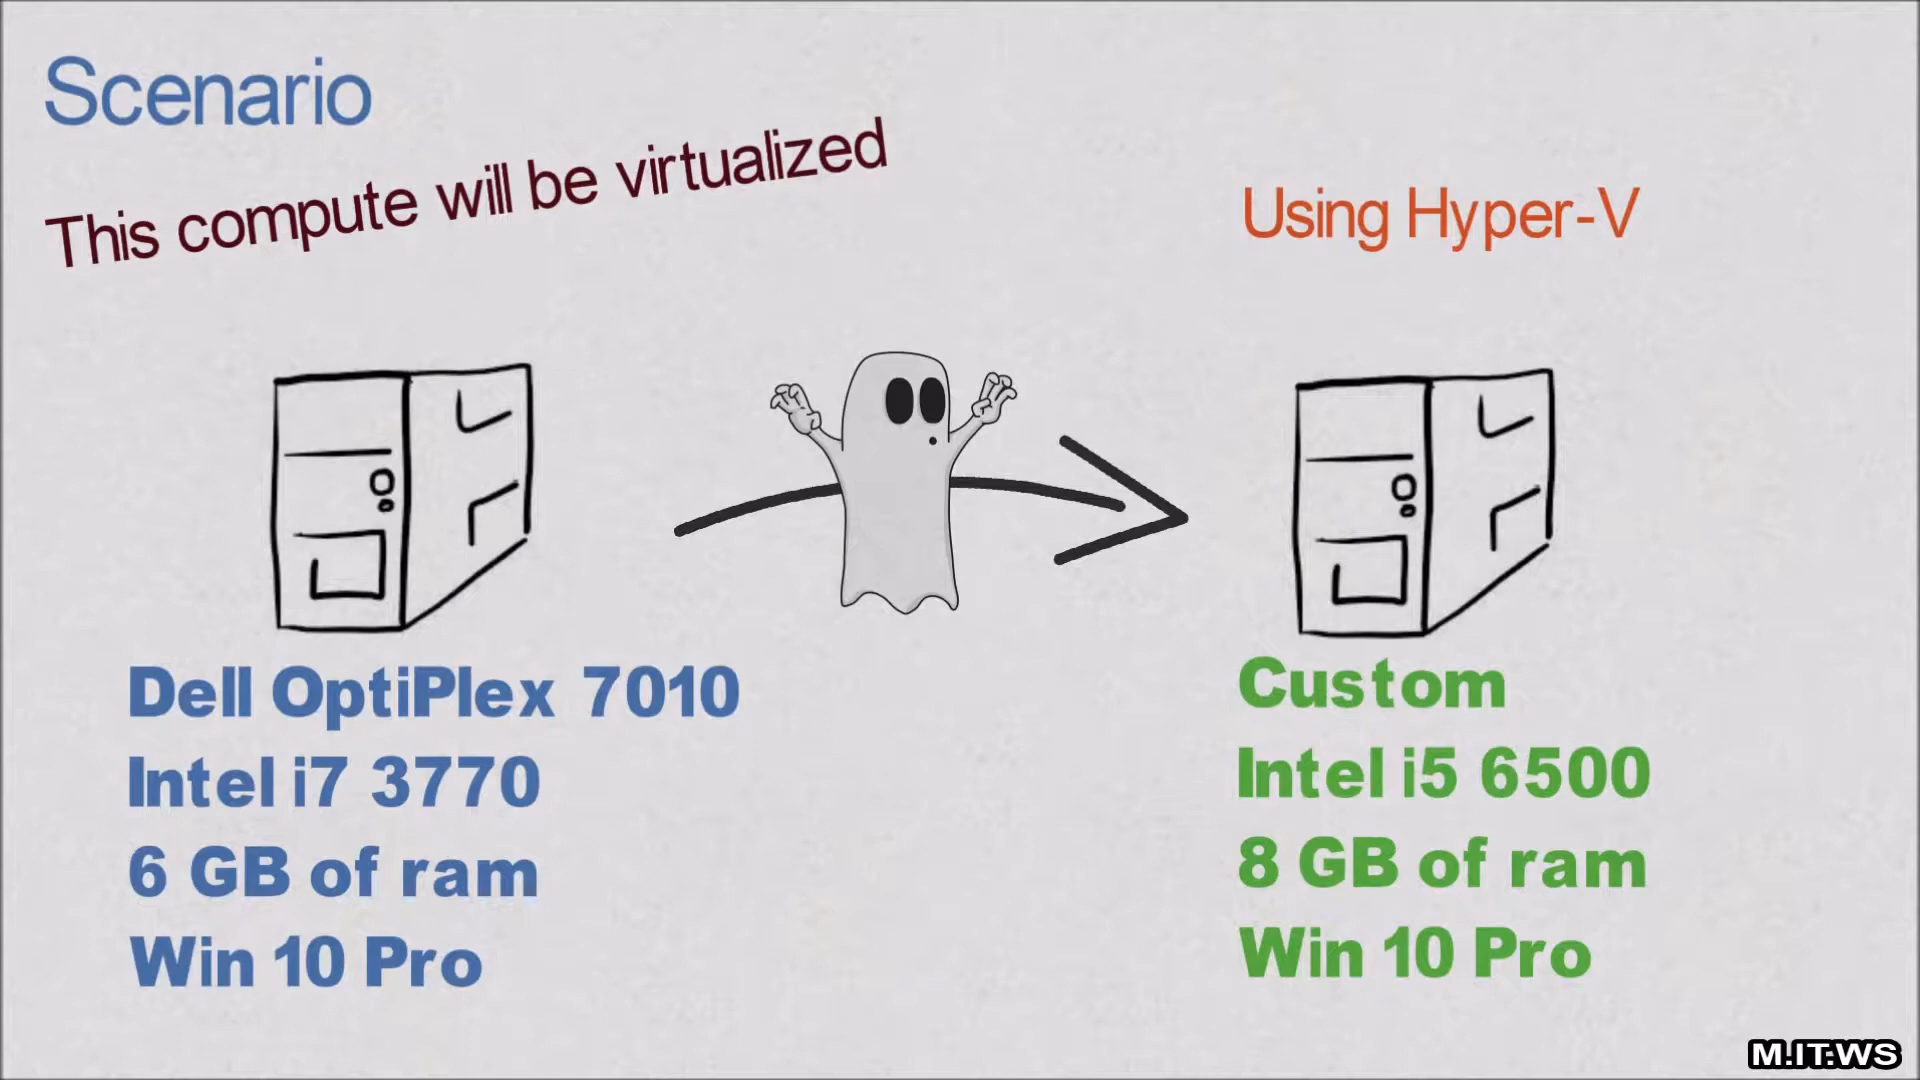 Scenario
This compute will be virtualized
Using Hyper-V
Dell OptiPlex 7010
Intel i7 3770
6 GB of ram
Win 10 Pro
Custom
Intel i5 6500
8 GB of ram
Win 10 Pro
M.IT.WS